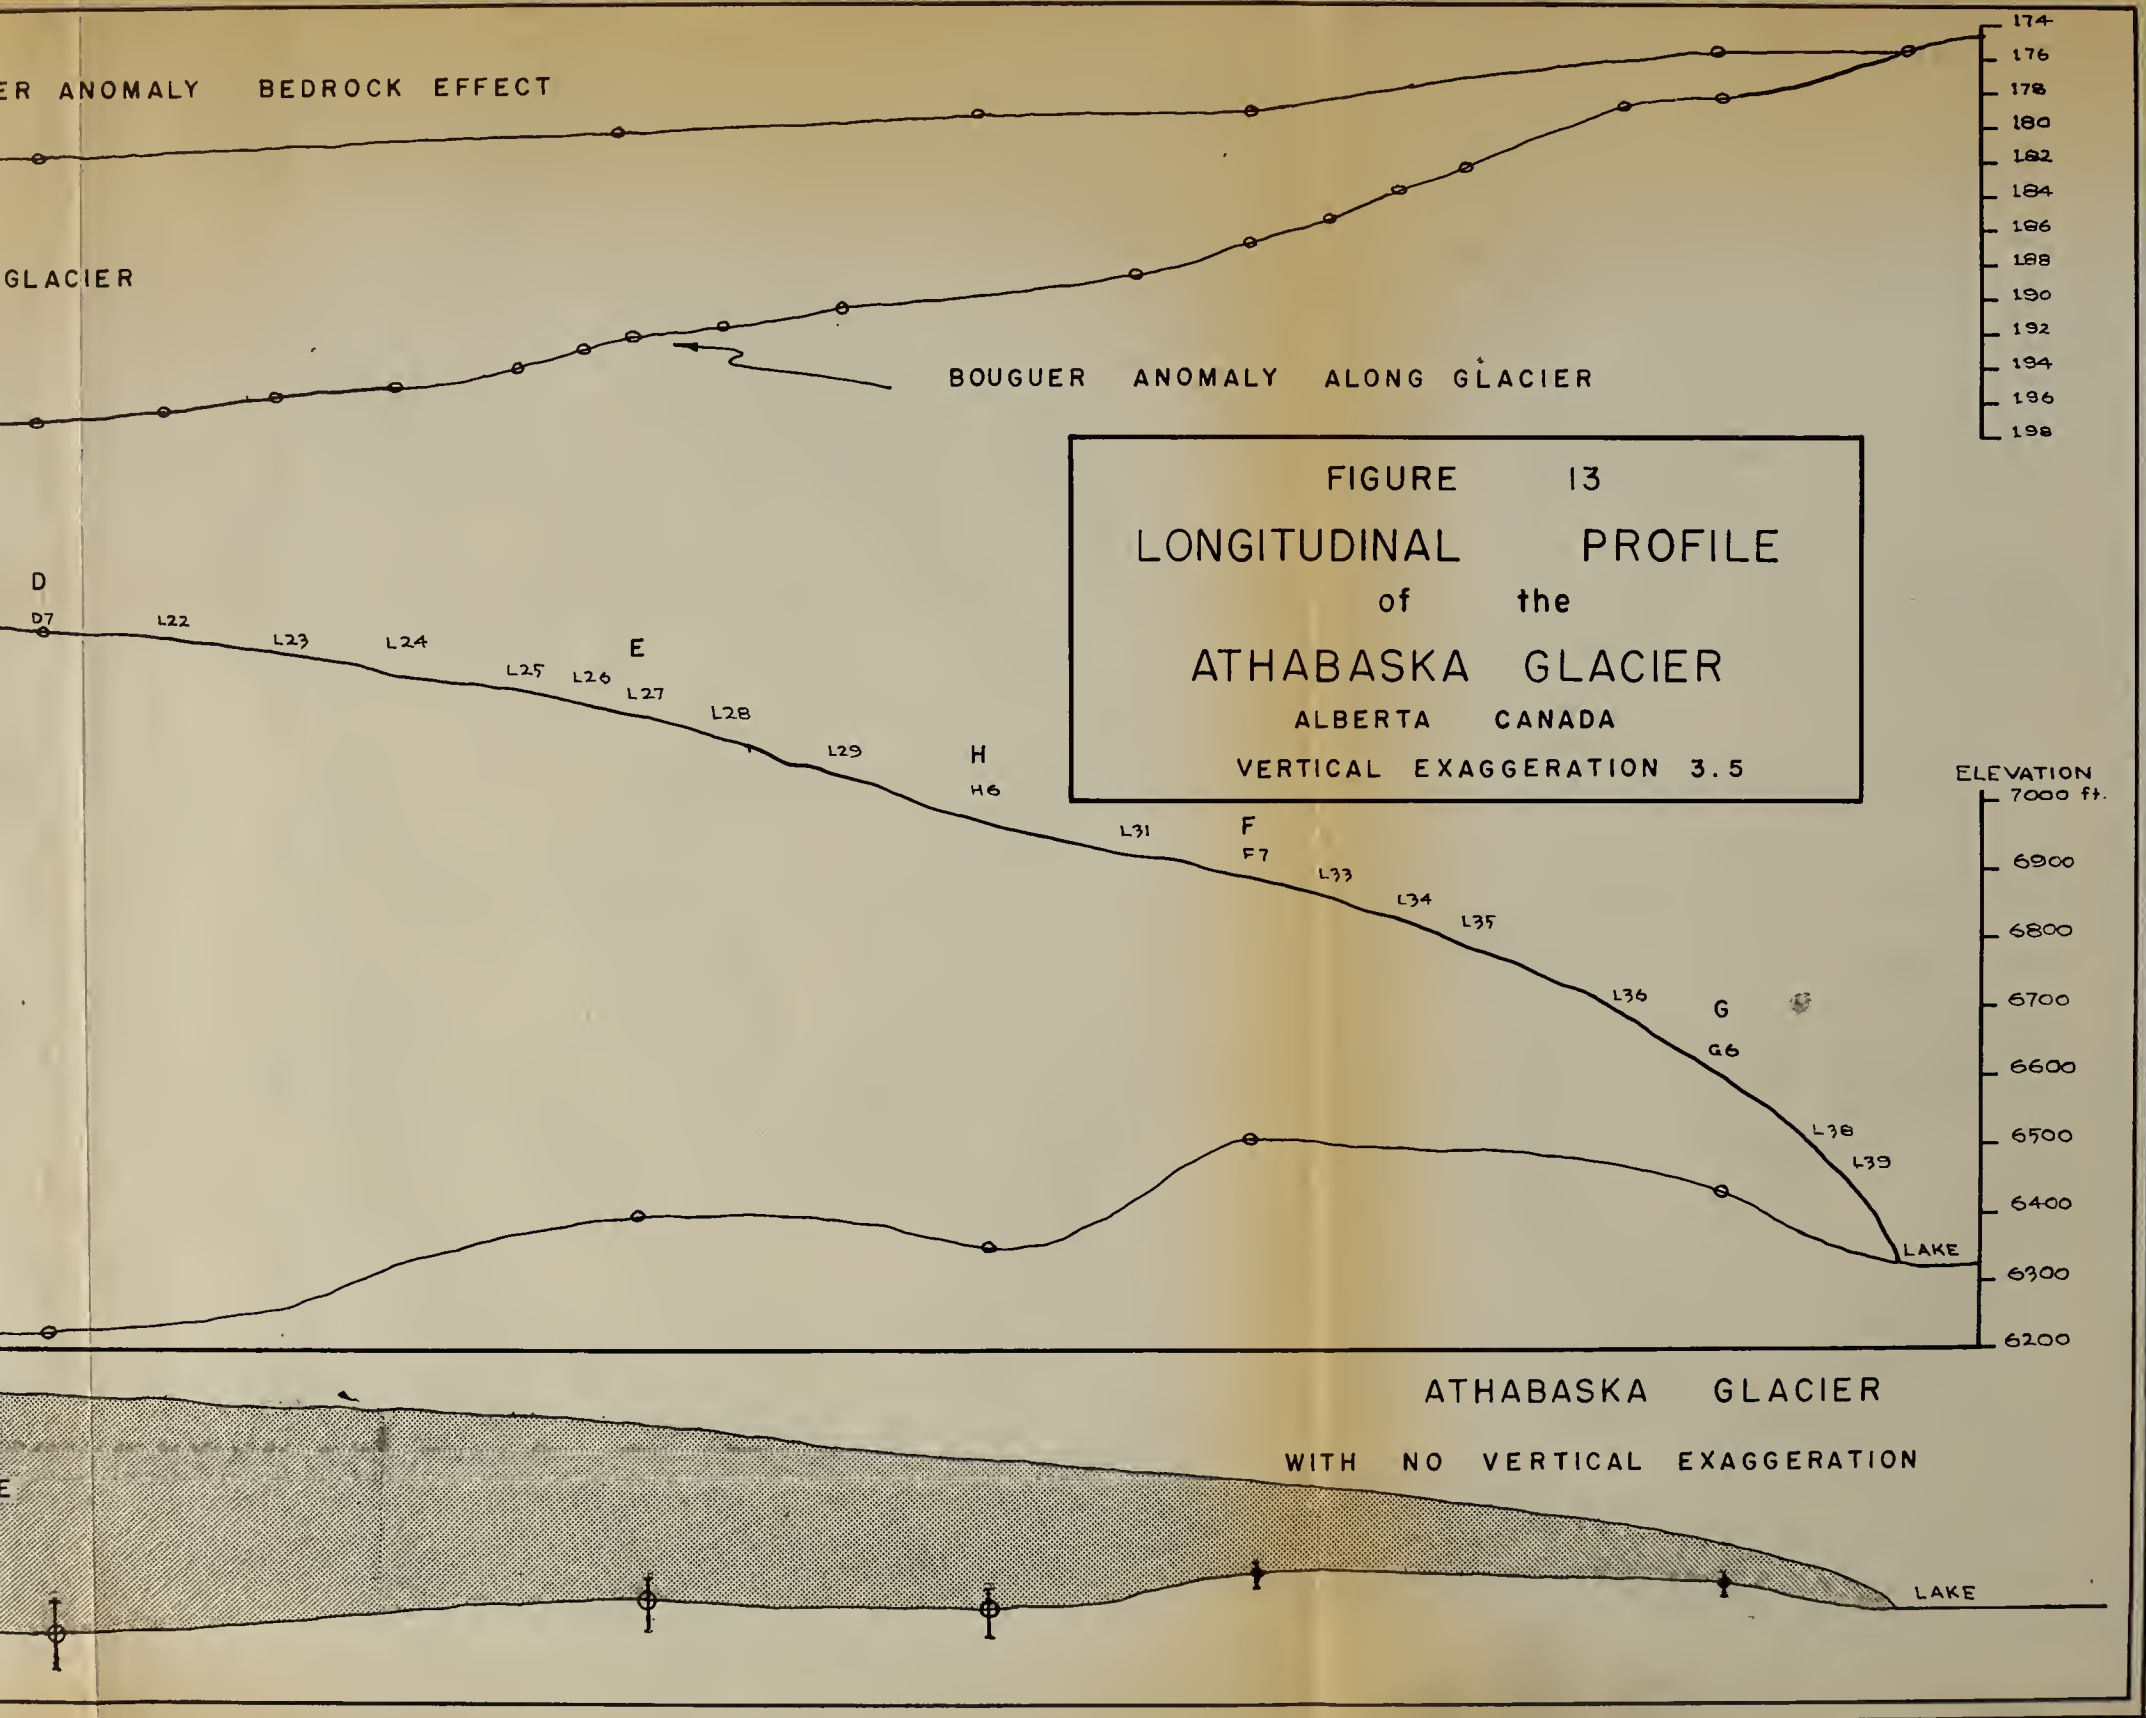 ER ANOMALY BEDROCK EFFECT
174
176
178
180
182
184
186
188
190
192
194
196
198
GLACIER
BOUGUER ANOMALY ALONG GLACIER
FIGURE 13
LONGITUDINAL PROFILE
of the
ATHABASKA GLACIER
ALBERTA CANADA
VERTICAL EXAGGERATION 3.5
D
D7
L22
L23
L24
L25
L26
E
L27
L28
L29
H
H6
L31
F
F7
L33
L34
L35
L36
G
G6
L38
L39
LAKE
ELEVATION
7000 ft.
6900
6800
6700
6600
6500
6400
6300
6200
ATHABASKA GLACIER
WITH NO VERTICAL EXAGGERATION
E
LAKE